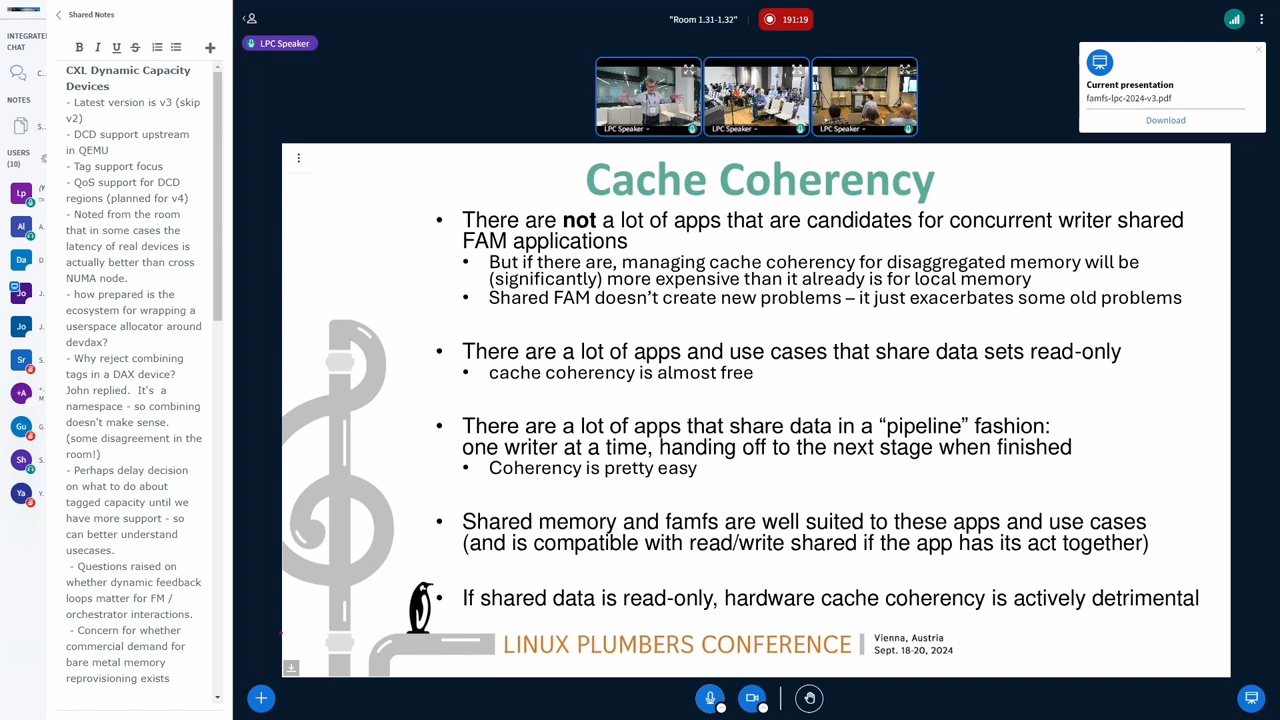 Shared Notes
INTEGRATE
CHAT
C..
NOTES
S..
USERS
(10)
Lp
Al
Da
D.
Jo
J.
Jo
J.
Sr
S.
+A
M
Gu
G.
Sh
S.
Ya
Y.
B I U S
CXL Dynamic Capacity
Devices
- Latest version is v3 (skip
v2)
- DCD support upstream
in QEMU
- Tag support focus
- QoS support for DCD
regions (planned for v4)
- Noted from the room
that in some cases the
latency of real devices is
actually better than cross
NUMA node.
- how prepared is the
ecosystem for wrapping a
userspace allocator around
devdax?
- Why reject combining
tags in a DAX device?
John replied.  It's  a
namespace - so combining
doesn't make sense.
(some disagreement in the
room!)
- Perhaps delay decision
on what to do about
tagged capacity until we
have more support - so
can better understand
usecases.
- Questions raised on
whether dynamic feedback
loops matter for FM /
orchestrator interactions.
- Concern for whether
commercial demand for
bare metal memory
reprovisioning exists
"Room 1.31-1.32"
191:19
LPC Speaker
LPC Speaker
LPC Speaker
LPC Speaker
Current presentation
famfs-lpc-2024-v3.pdf
Download
Cache Coherency
• There are not a lot of apps that are candidates for concurrent writer shared
FAM applications
• But if there are, managing cache coherency for disaggregated memory will be
(significantly) more expensive than it already is for local memory
• Shared FAM doesn't create new problems – it just exacerbates some old problems
• There are a lot of apps and use cases that share data sets read-only
• cache coherency is almost free
• There are a lot of apps that share data in a “pipeline” fashion:
one writer at a time, handing off to the next stage when finished
• Coherency is pretty easy
• Shared memory and famfs are well suited to these apps and use cases
(and is compatible with read/write shared if the app has its act together)
• If shared data is read-only, hardware cache coherency is actively detrimental
LINUX PLUMBERS CONFERENCE
Vienna, Austria
Sept. 18-20, 2024